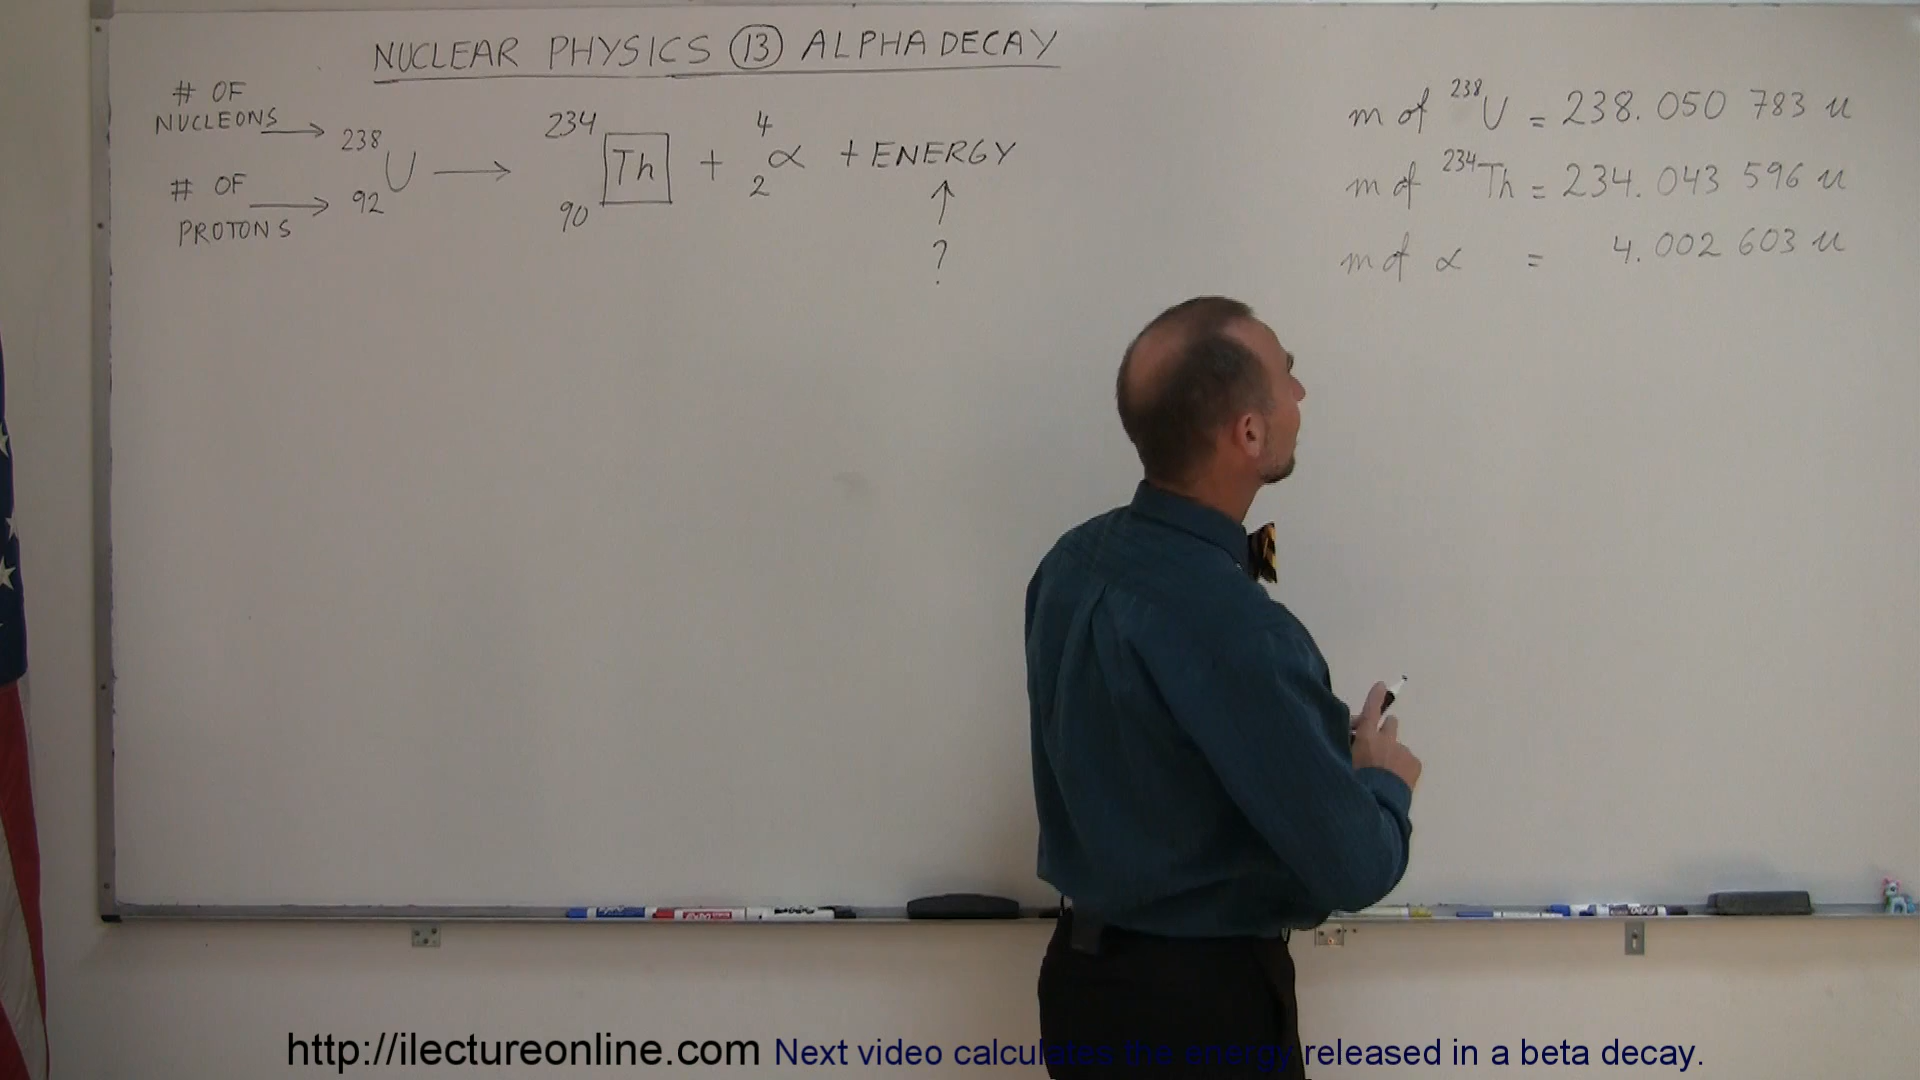 NUCLEAR PHYSICS 13 ALPHA DECAY
# OF
NUCLEONS
# OF
PROTONS
238
92 U → 234
90 Th + 4
2 α + ENERGY
↑
?
m of 238U = 238.050 783 u
m of 234Th = 234.043 596 u
m of α = 4.002 603 u
http://ilectureonline.com Next video calculates the energy released in a beta decay.